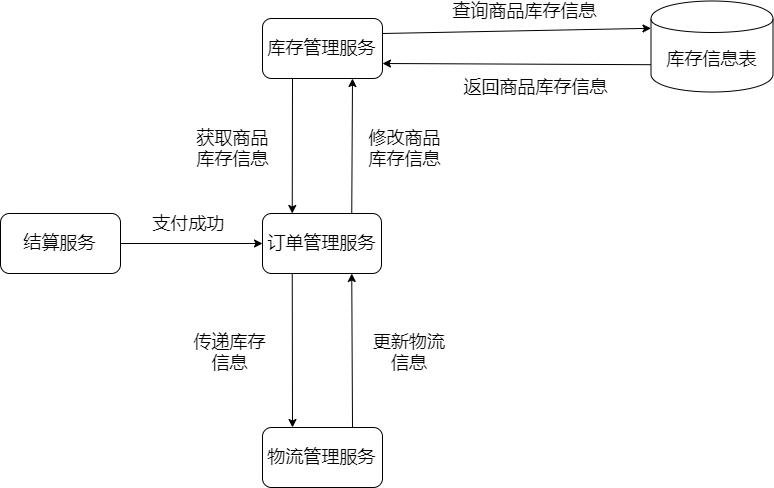 查询商品库存信息
库存管理服务
库存信息表
返回商品库存信息
获取商品
库存信息
修改商品
库存信息
支付成功
结算服务
订单管理服务
传递库存
信息
更新物流
信息
物流管理服务